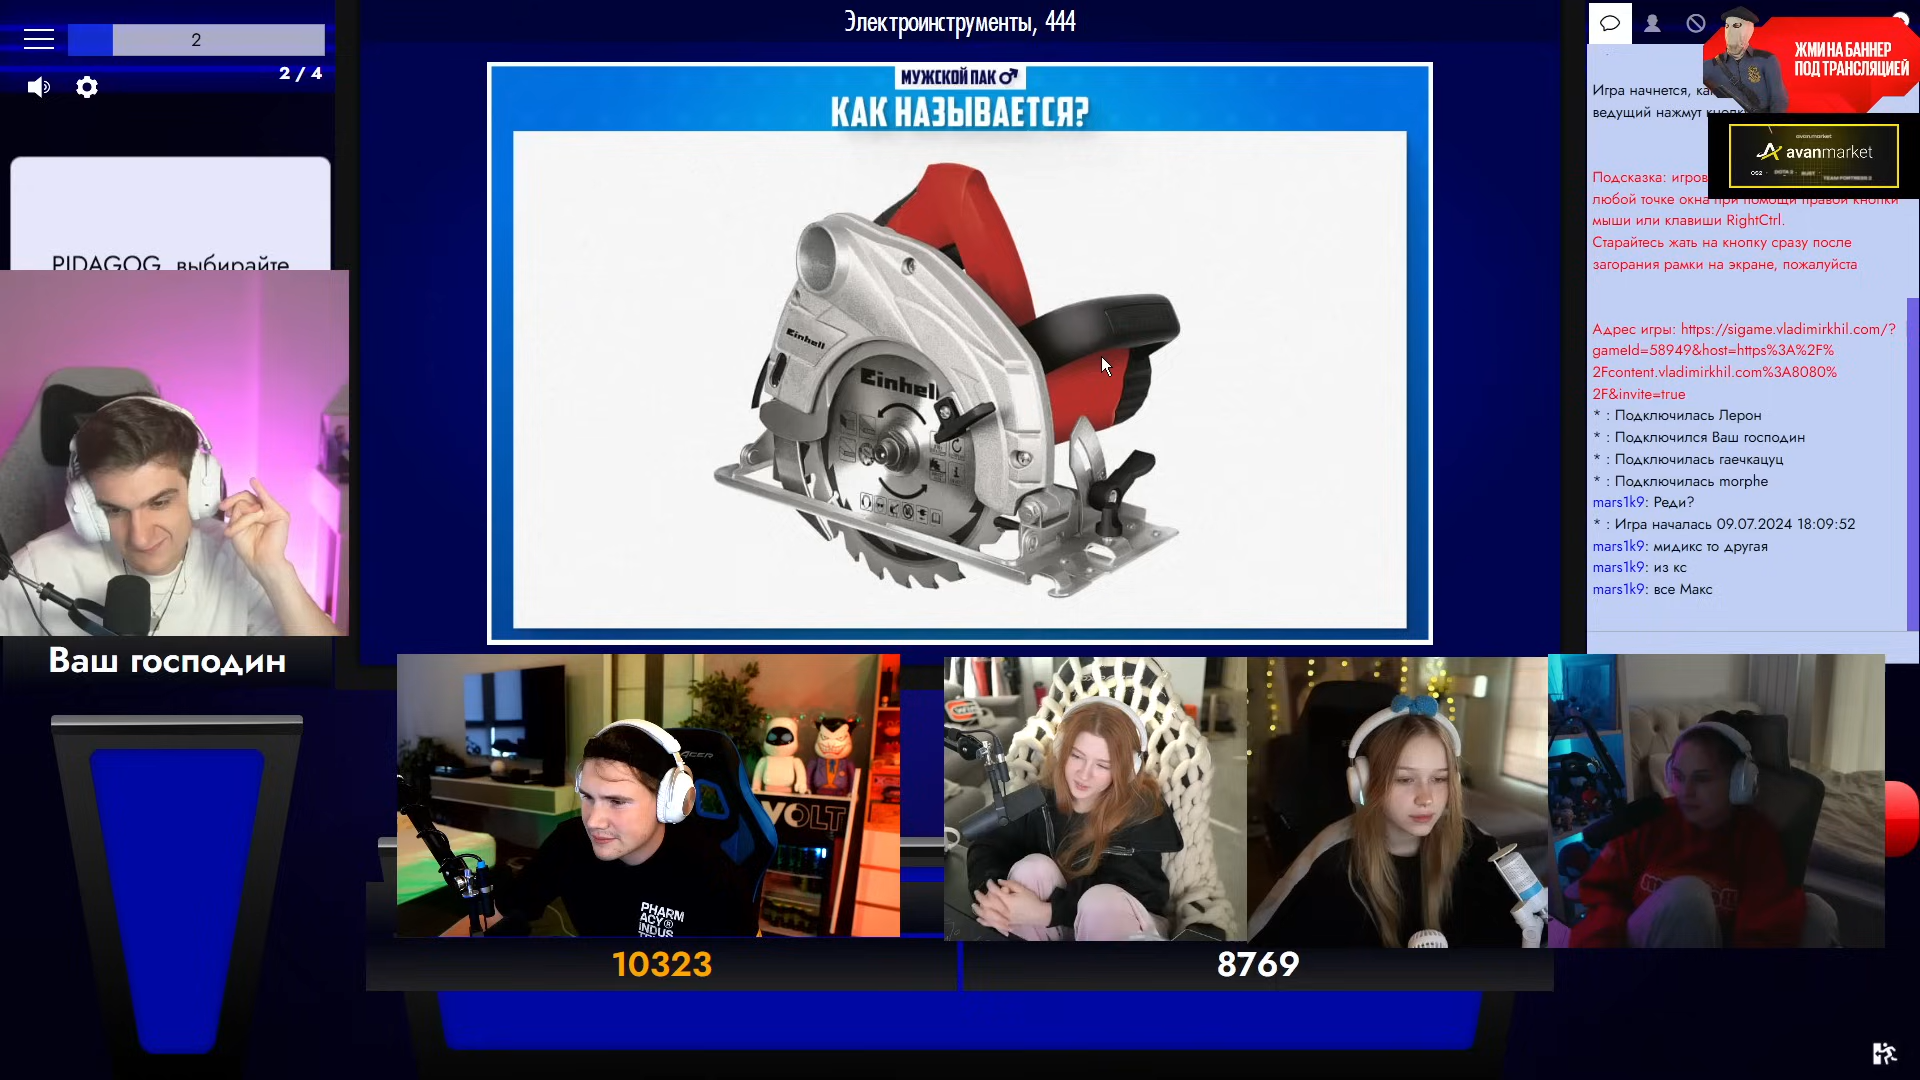 Электроинструменты, 444
2
2 / 4
PIDAGOG, выбирайте
Ваш господин
МУЖСКОЙ ПАК ♂
КАК НАЗЫВАЕТСЯ?
Einhell
Einhell
Игра начнется, ка
ведущий нажмут
ЖМИ НА БАННЕР
ПОД ТРАНСЛЯЦИЕЙ
avan.market
avanmarket
Подсказка: игров
любой точке окна при помощи правой кнопки
мыши или клавиши RightCtrl.
Старайтесь жать на кнопку сразу после
загорания рамки на экране, пожалуйста
Адрес игры: https://sigame.vladimirkhil.com/?
gameId=58949&host=https%3A%2F%
2Fcontent.vladimirkhil.com%3A8080%
2F&invite=true
* : Подключилась Лерон
* : Подключился Ваш господин
* : Подключилась гаечкацуц
* : Подключилась morphe
mars1k9: Реди?
* : Игра началась 09.07.2024 18:09:52
mars1k9: мидикс то другая
mars1k9: из кс
mars1k9: все Макс
ACER
VOLT
PHARM
ACY®
INDUS
10323
8769